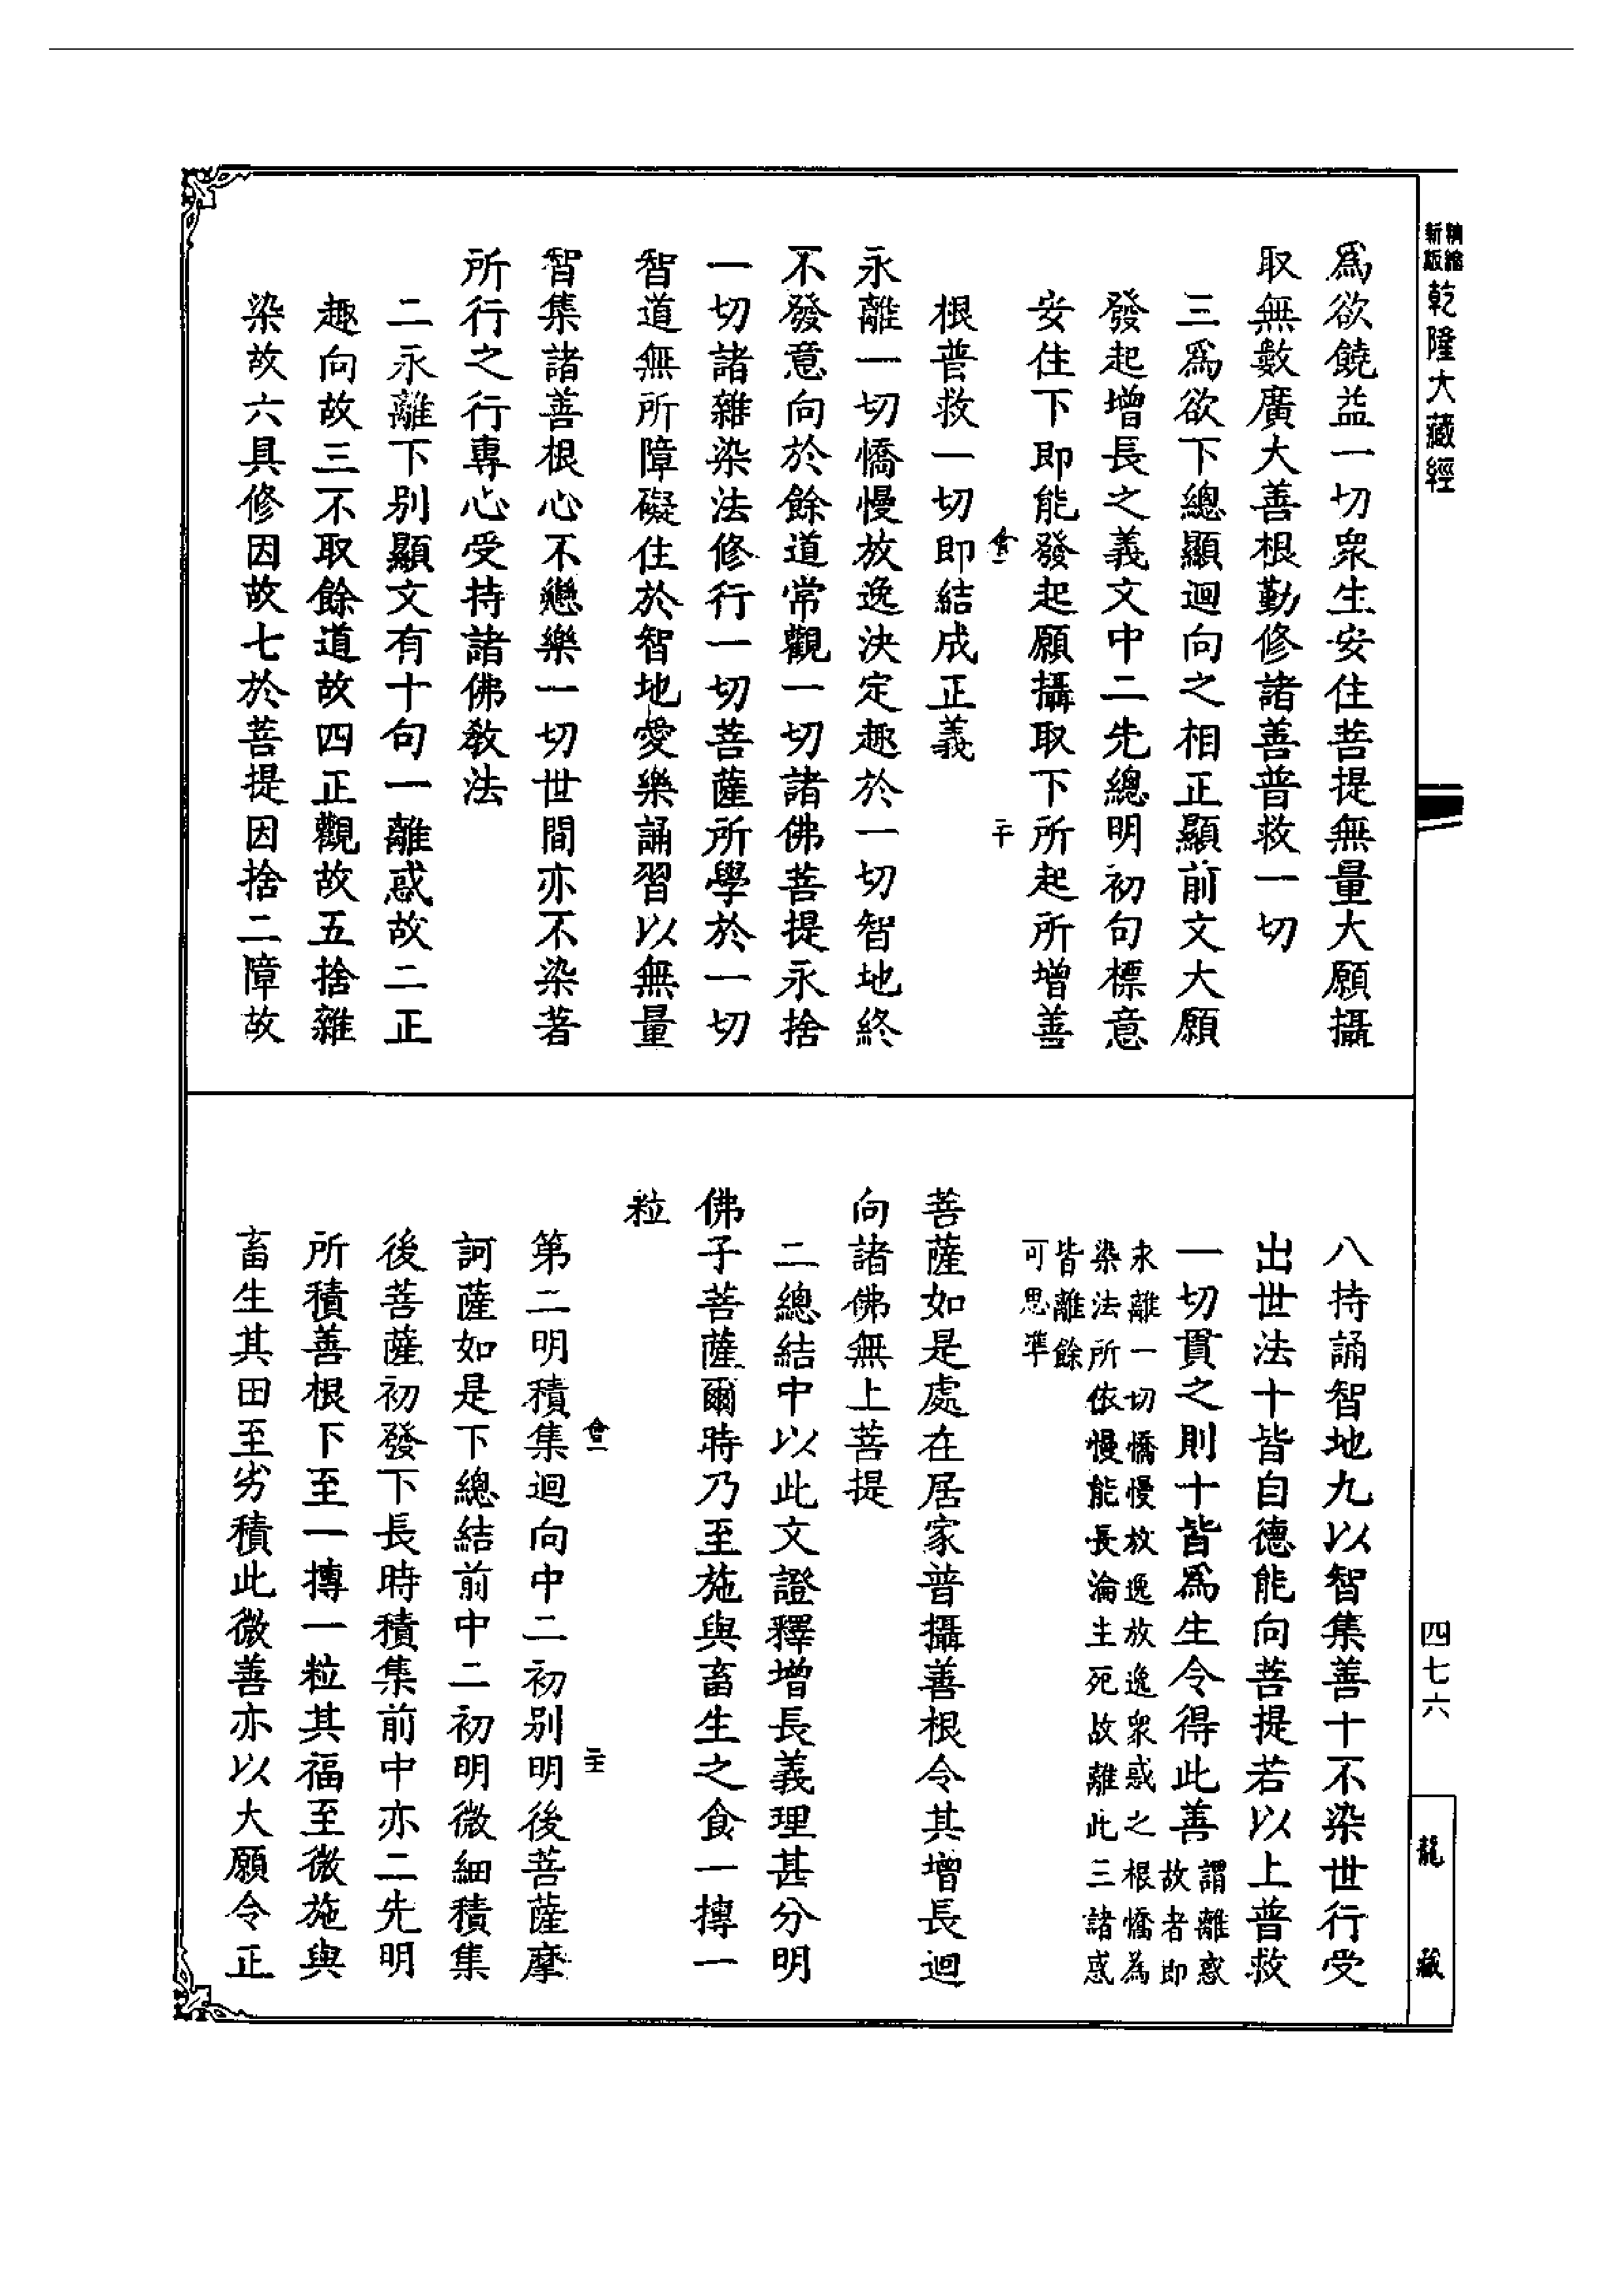 精縮
新版
乾隆大藏經
四七六
龍藏
為欲饒益一切衆生安住菩提無量大願攝
取無數廣大善根勤修諸善普救一切
三為欲下總顯迴向之相正顯前文大願
發起增長之義文中二先總明初句標意
安住下即能發起願攝取下所起所增善
會二
二十
根普救一切即結成正義
永離一切憍慢放逸決定趣於一切智地終
不發意向於餘道常觀一切諸佛菩提永捨
一切諸雜染法修行一切菩薩所學於一切
智道無所障礙住於智地愛樂誦習以無量
智集諸善根心不戀樂一切世間亦不染著
所行之行專心受持諸佛教法
二永離下別顯文有十句一離惑故二正
趣向故三不取餘道故四正觀故五捨雜
染故六具修因故七於菩提因捨二障故
八持誦智地九以智集善十不染世行受
出世法十皆自德能向菩提若以上普救
一切貫之則十皆為生令得此善
謂離惑
故者即
永離一切憍慢放逸放逸衆惑之根憍為
染法所依慢能長淪生死故離此三諸惑
皆離餘
可思準
菩薩如是處在居家普攝善根令其增長迴
向諸佛無上菩提
二總結中以此文證釋增長義理甚分明
佛子菩薩爾時乃至施與畜生之食一摶一
粒
會二
第二明積集迴向中二初別明後菩薩摩
訶薩如是下總結前中二初明微細積集
後菩薩初發下長時積集前中亦二先明
所積善根下至一摶一粒其福至微施與
畜生其田至劣積此微善亦以大願令正